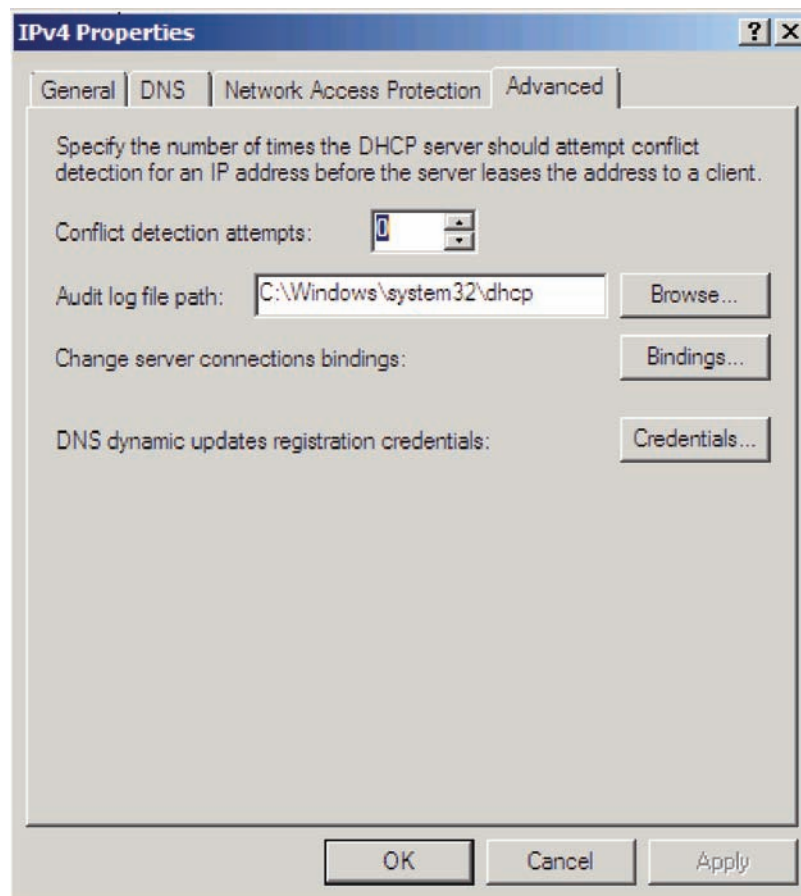 IPv4 Properties
General DNS Network Access Protection Advanced
Specify the number of times the DHCP server should attempt conflict
detection for an IP address before the server leases the address to a client.
Conflict detection attempts: 0
Audit log file path: C:\Windows\system32\dhcp Browse...
Change server connections bindings: Bindings...
DNS dynamic updates registration credentials: Credentials...
OK Cancel Apply